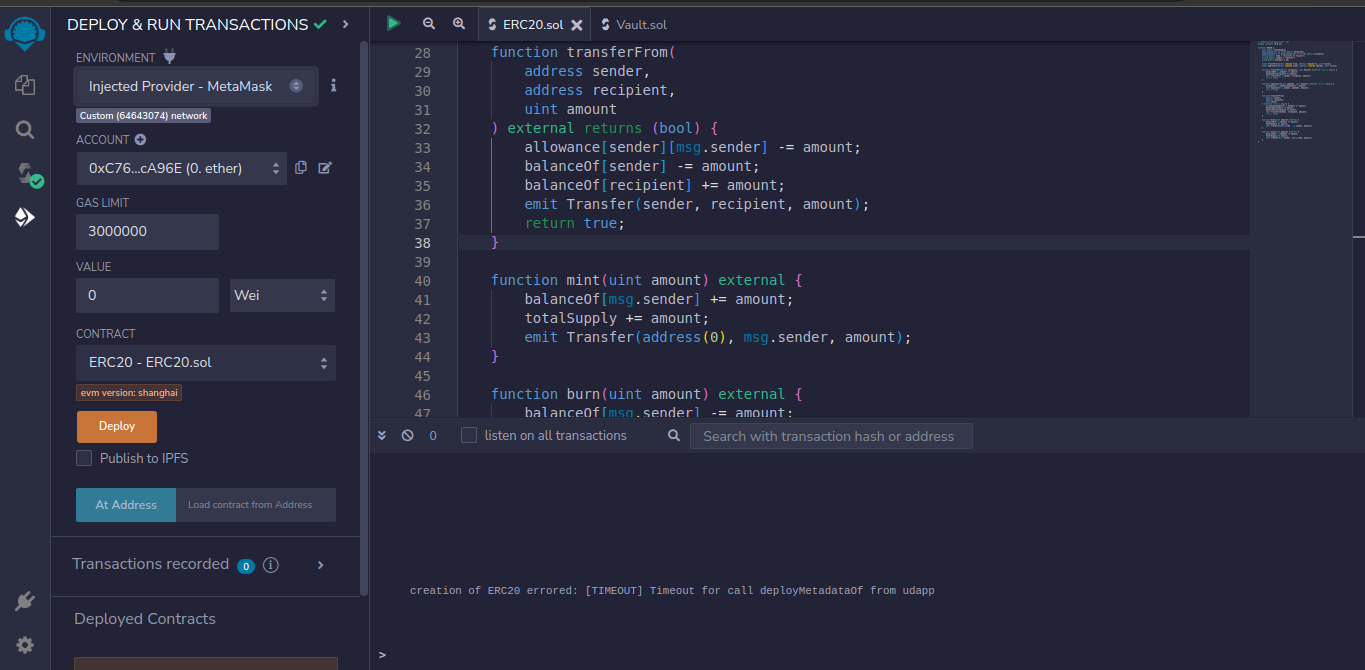 DEPLOY & RUN TRANSACTIONS
ENVIRONMENT
Injected Provider - MetaMask
i
Custom (64643074) network
ACCOUNT
0xC76...cA96E (0. ether)
GAS LIMIT
3000000
VALUE
0
Wei
CONTRACT
ERC20 - ERC20.sol
evm version: shanghai
Deploy
Publish to IPFS
At Address
Load contract from Address
Transactions recorded 0 i
Deployed Contracts
ERC20.sol
Vault.sol
28 function transferFrom(
29 address sender,
30 address recipient,
31 uint amount
32 ) external returns (bool) {
33 allowance[sender][msg.sender] -= amount;
34 balanceOf[sender] -= amount;
35 balanceOf[recipient] += amount;
36 emit Transfer(sender, recipient, amount);
37 return true;
38 }
39
40 function mint(uint amount) external {
41 balanceOf[msg.sender] += amount;
42 totalSupply += amount;
43 emit Transfer(address(0), msg.sender, amount);
44 }
45
46 function burn(uint amount) external {
47 balanceOf[msg.sender] -= amount;
0
listen on all transactions
Search with transaction hash or address
creation of ERC20 errored: [TIMEOUT] Timeout for call deployMetadataOf from udapp
>